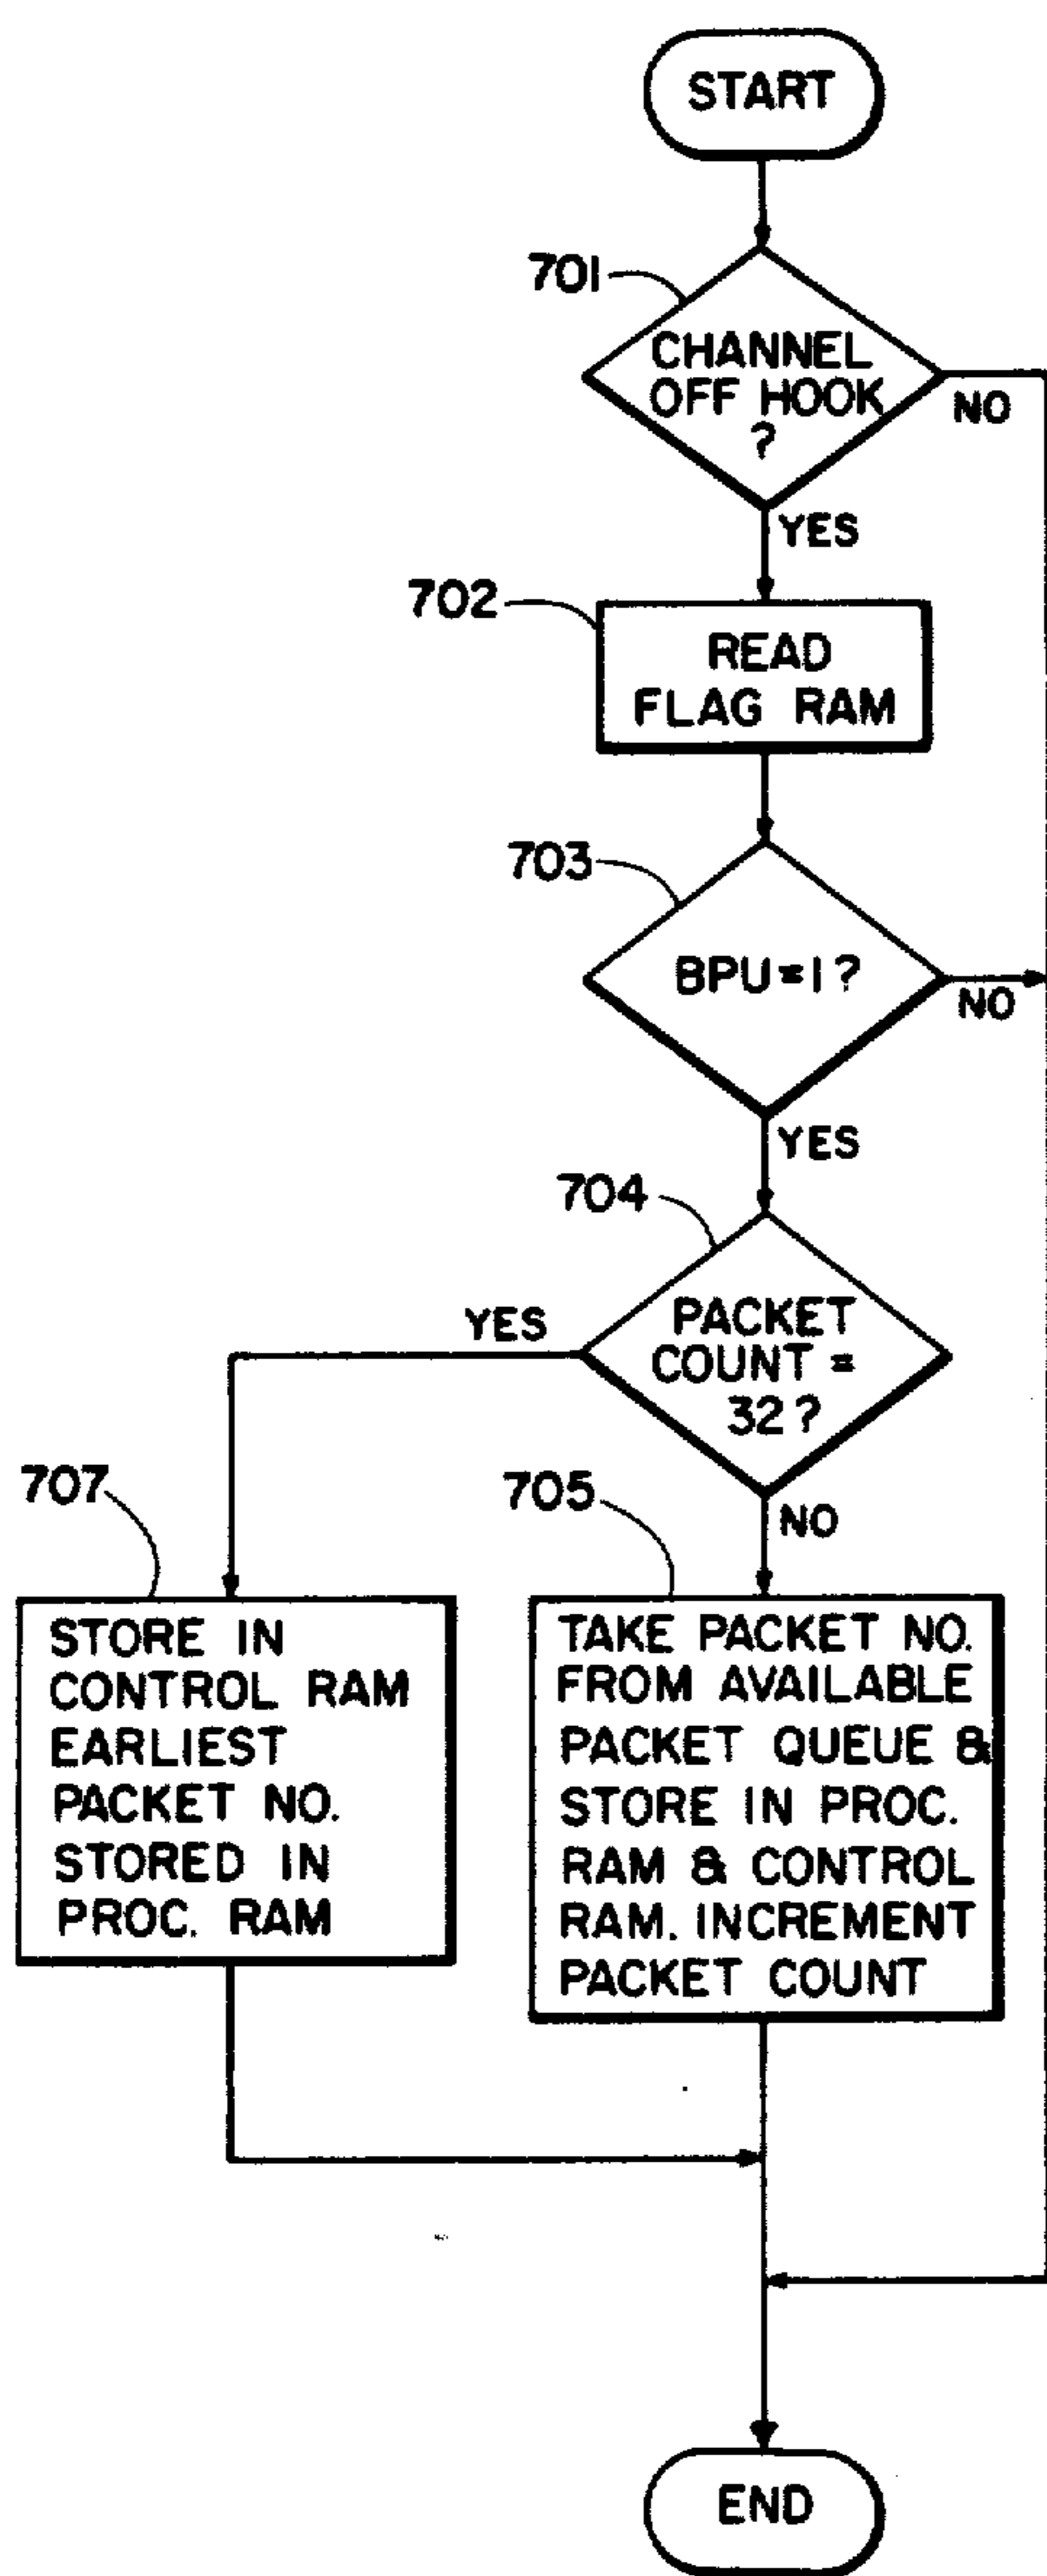 START
701
CHANNEL
OFF HOOK
?
NO
YES
702
READ
FLAG RAM
703
BPU=1?
NO
YES
704
PACKET
COUNT =
32?
YES
NO
707
STORE IN
CONTROL RAM
EARLIEST
PACKET NO.
STORED IN
PROC. RAM
705
TAKE PACKET NO.
FROM AVAILABLE
PACKET QUEUE &
STORE IN PROC.
RAM & CONTROL
RAM. INCREMENT
PACKET COUNT
END